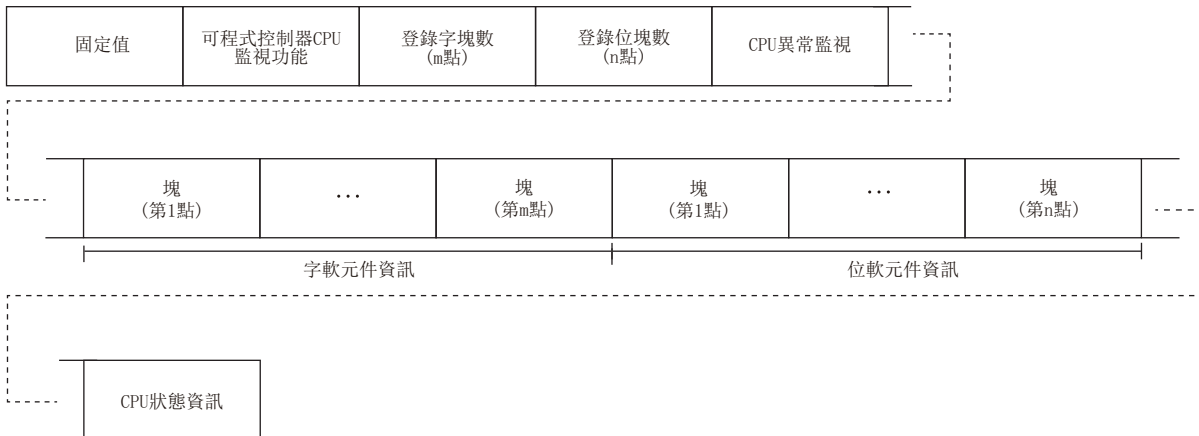 固定值
可程式控制器CPU
監視功能
登錄字塊數
(m點)
登錄位塊數
(n點)
CPU異常監視
塊
(第1點)
...
塊
(第m點)
塊
(第1點)
...
塊
(第n點)
字軟元件資訊
位軟元件資訊
CPU狀態資訊